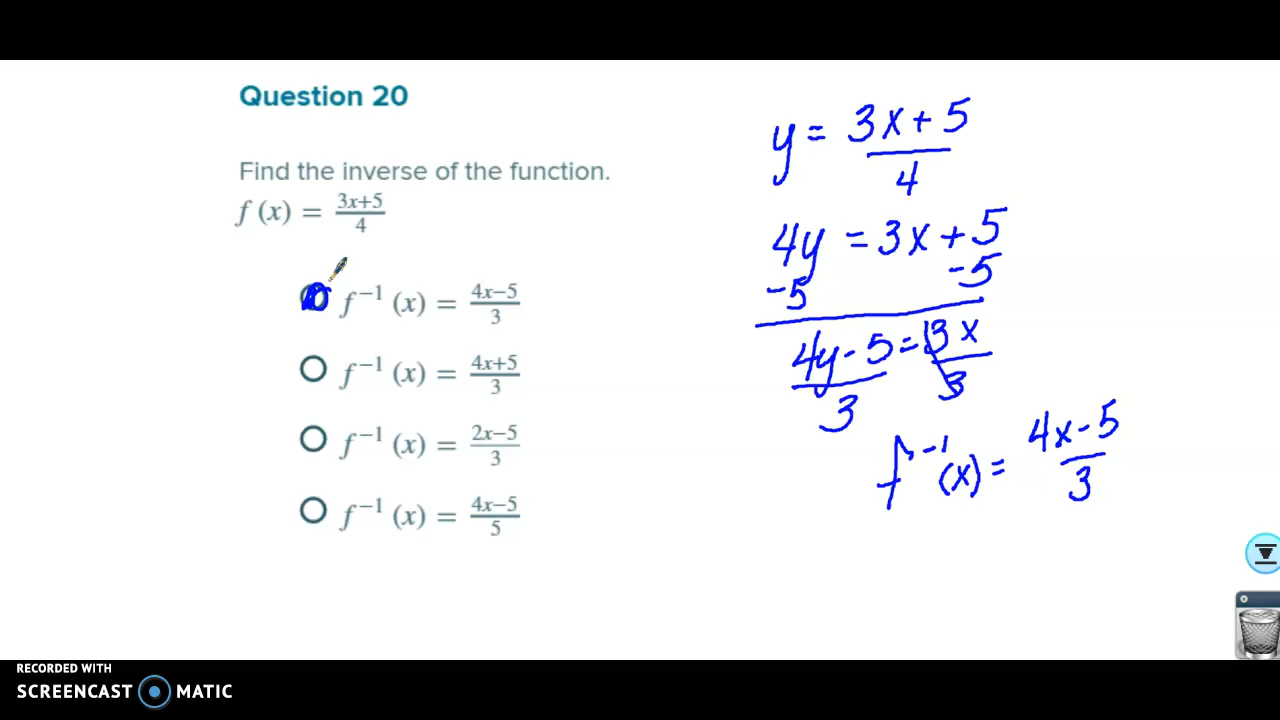 Question 20
Find the inverse of the function.
f (x) = 3x+5/4
f⁻¹ (x) = 4x−5/3
f⁻¹ (x) = 4x+5/3
f⁻¹ (x) = 2x−5/3
f⁻¹ (x) = 4x−5/5
y = 3x + 5/4
4y = 3x + 5
-5 -5
4y - 5/3 = 3x/3
f⁻¹(x) = 4x - 5/3
RECORDED WITH
SCREENCAST MATIC